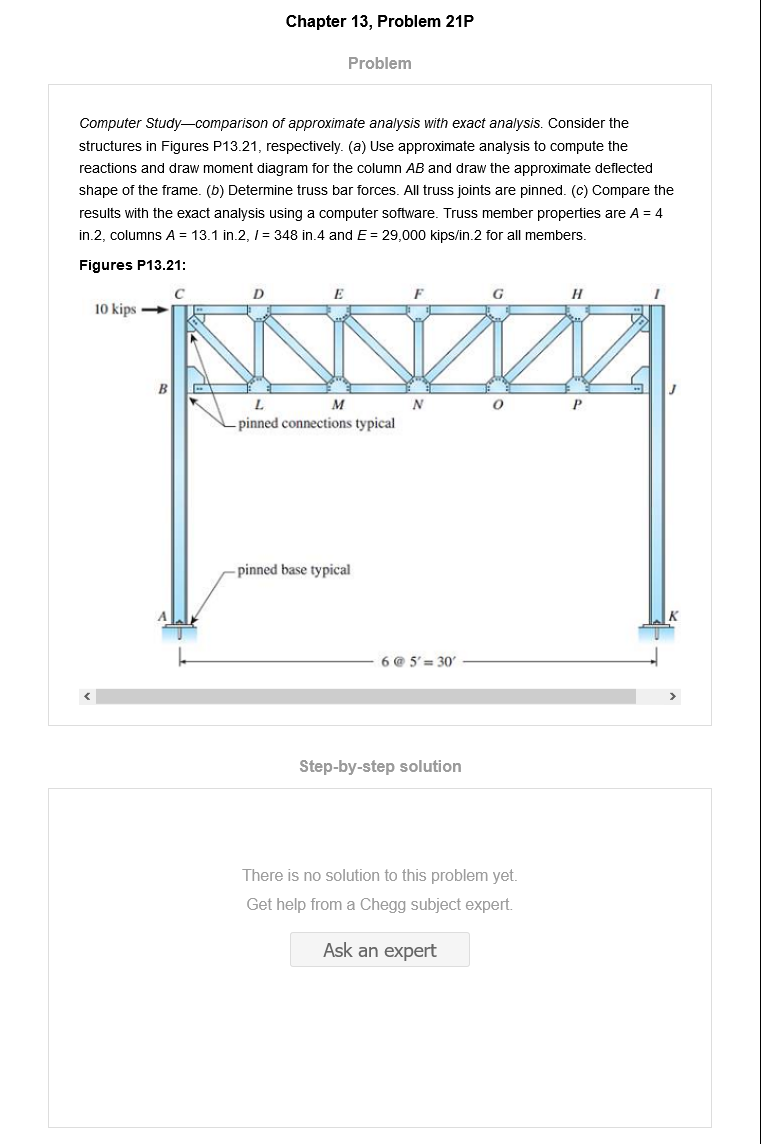 Chapter 13, Problem 21P
Problem
Computer Study—comparison of approximate analysis with exact analysis. Consider the
structures in Figures P13.21, respectively. (a) Use approximate analysis to compute the
reactions and draw moment diagram for the column AB and draw the approximate deflected
shape of the frame. (b) Determine truss bar forces. All truss joints are pinned. (c) Compare the
results with the exact analysis using a computer software. Truss member properties are A = 4
in.2, columns A = 13.1 in.2, I = 348 in.4 and E = 29,000 kips/in.2 for all members.
Figures P13.21:
C D E F G H I
10 kips
B J
L M N O P
pinned connections typical
pinned base typical
A K
6 @ 5′ = 30′
Step-by-step solution
There is no solution to this problem yet.
Get help from a Chegg subject expert.
Ask an expert